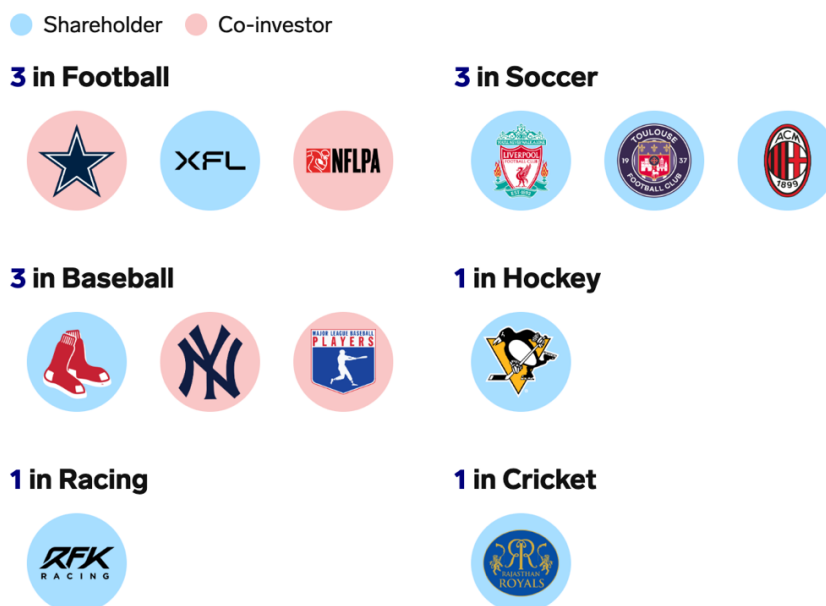 Shareholder Co-investor
3 in Football
3 in Soccer
XFL
NFLPA
LIVERPOOL
FOOTBALL CLUB
EST 1892
TOULOUSE
19 37
FOOTBALL CLUB
ACM
1899
3 in Baseball
1 in Hockey
NY
MAJOR LEAGUE BASEBALL
PLAYERS
1 in Racing
1 in Cricket
RFK
RACING
RR
RAJASTHAN
ROYALS